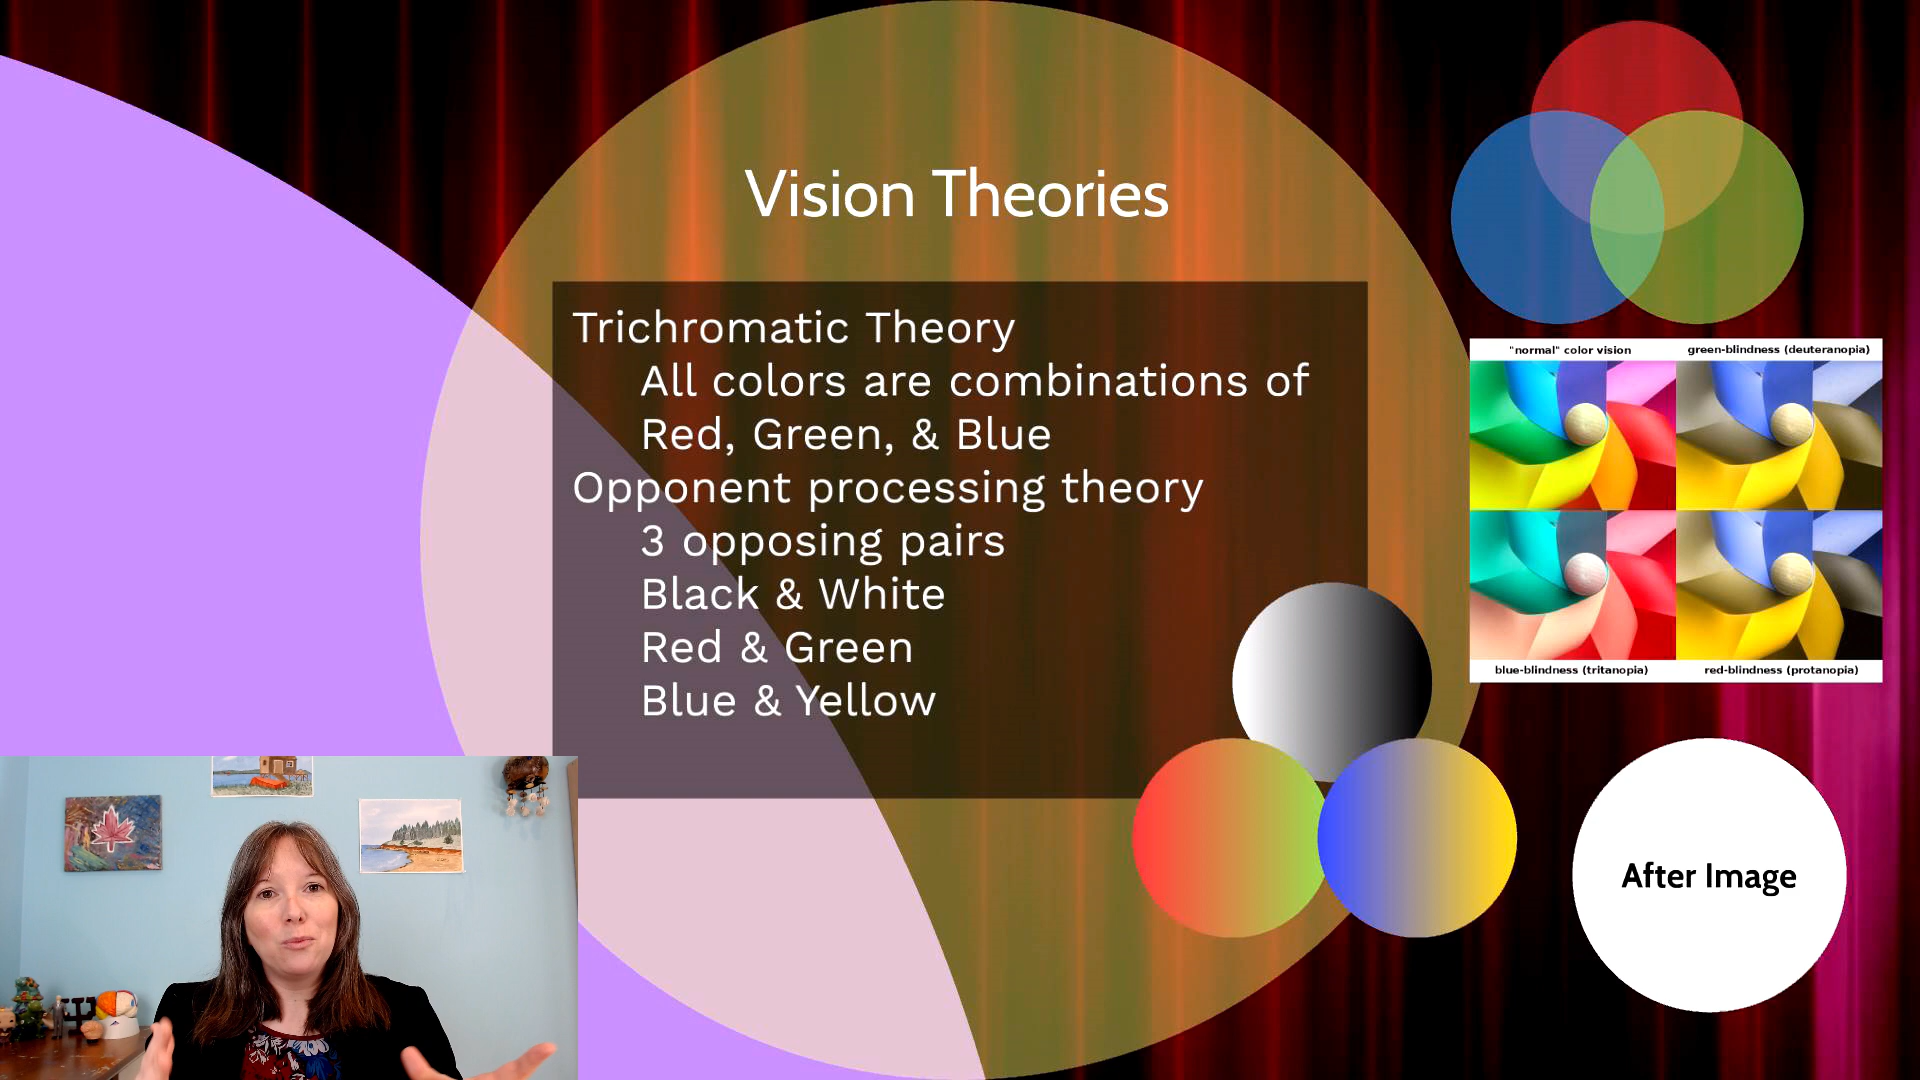 Vision Theories
Trichromatic Theory
All colors are combinations of
Red, Green, & Blue
Opponent processing theory
3 opposing pairs
Black & White
Red & Green
Blue & Yellow
"normal" color vision
green-blindness (deuteranopia)
blue-blindness (tritanopia)
red-blindness (protanopia)
After Image